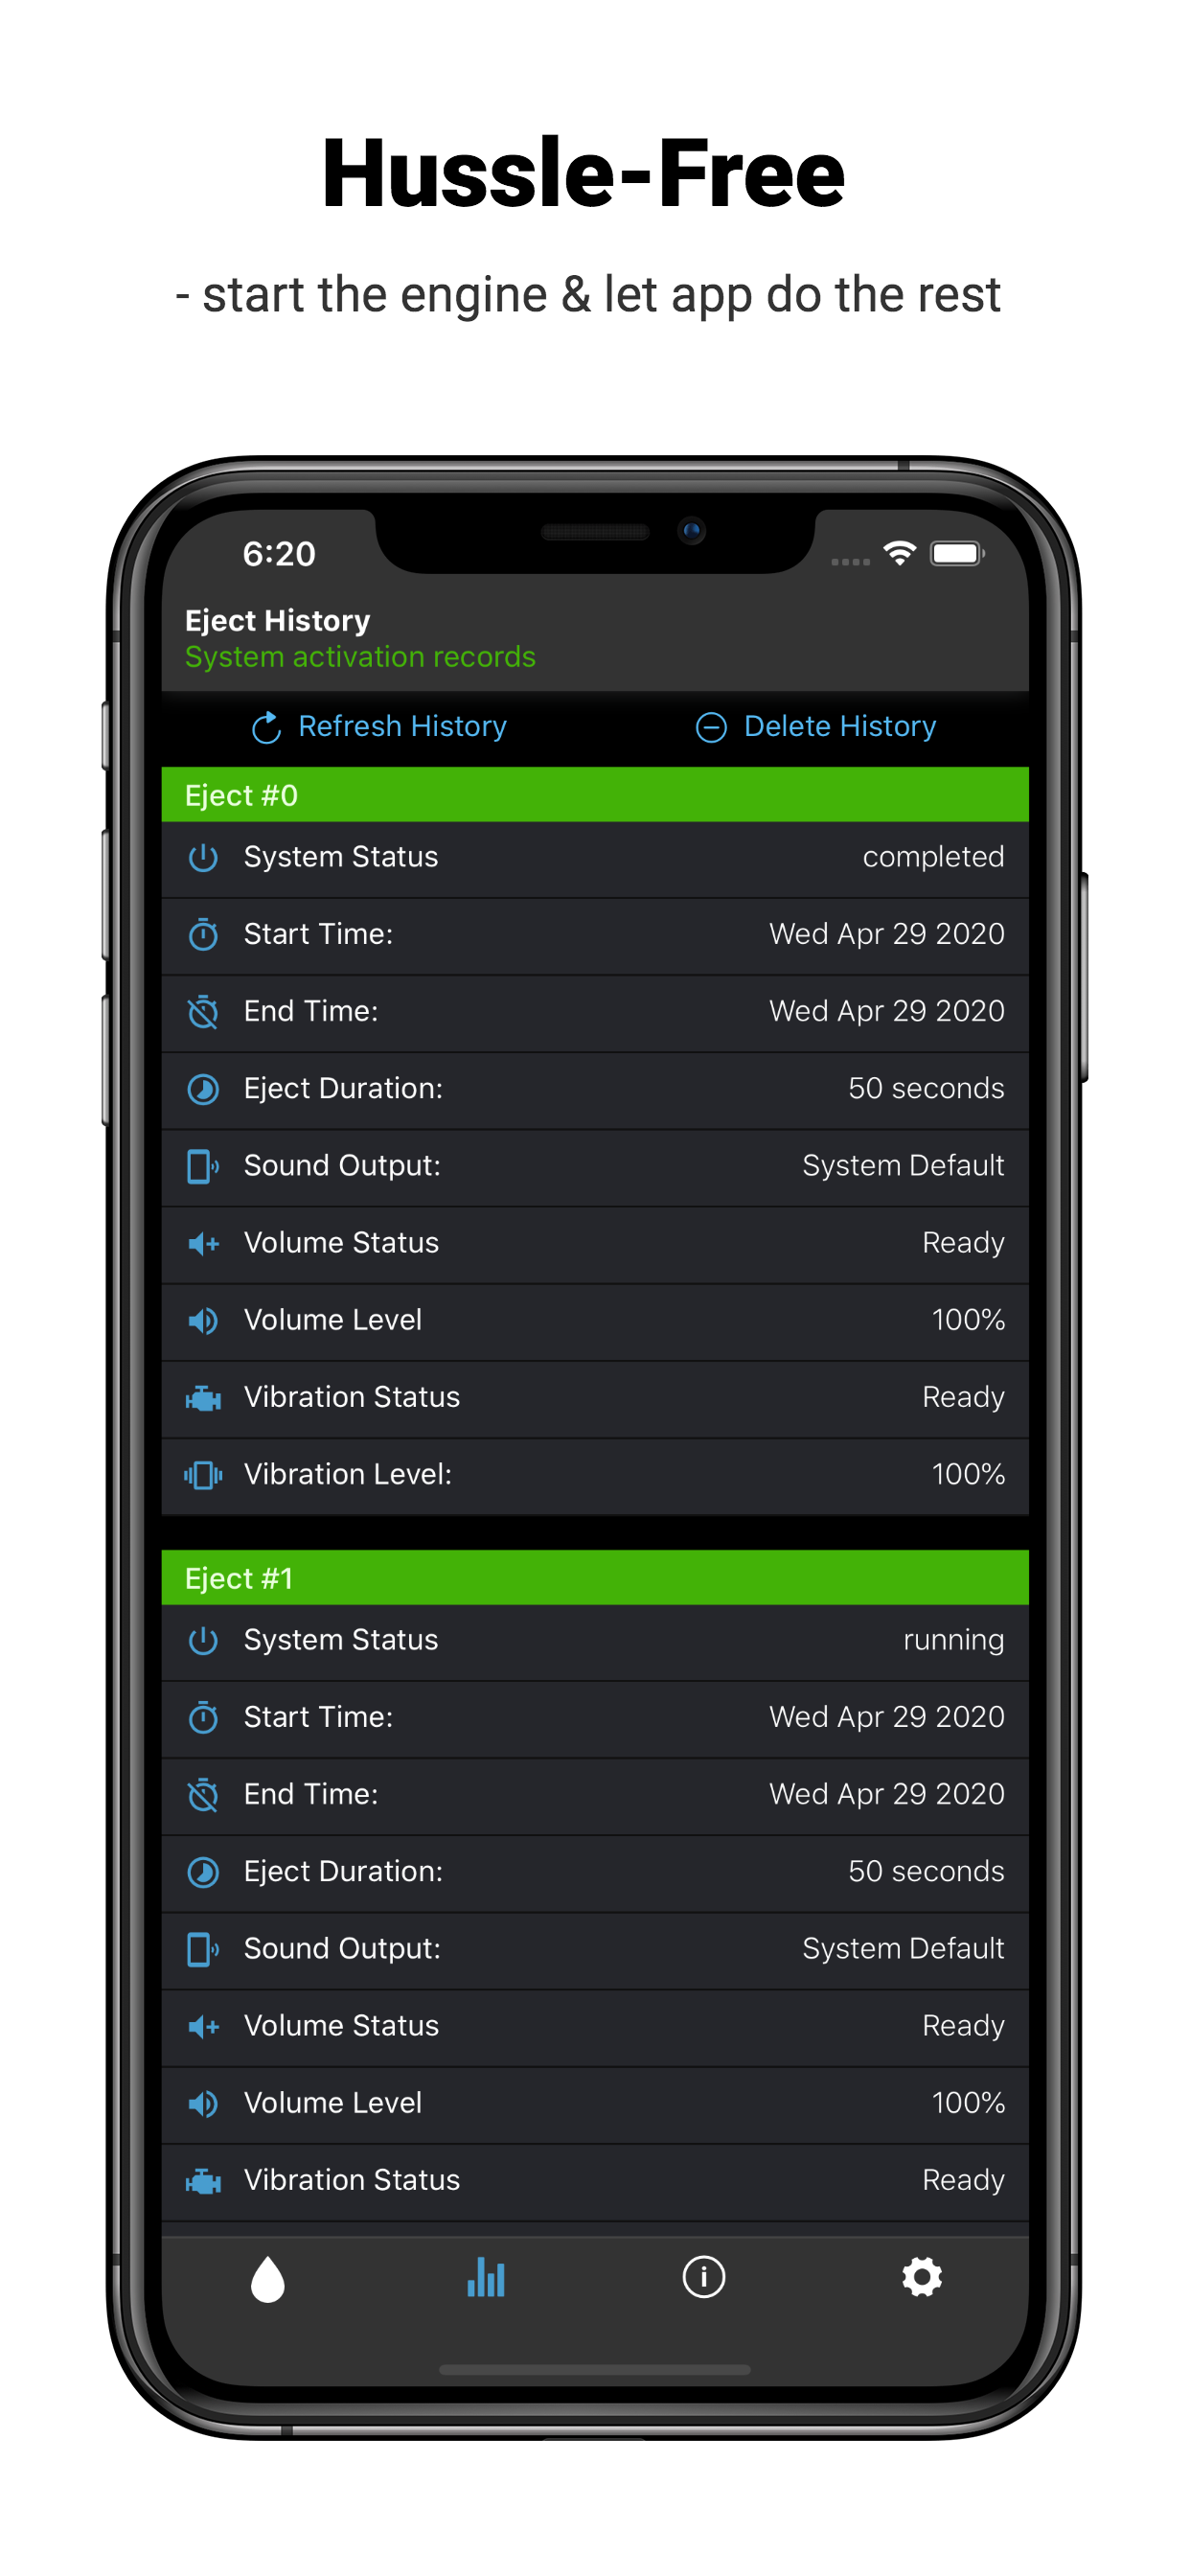 Hussle-Free
- start the engine & let app do the rest
6:20
Eject History
System activation records
Refresh History Delete History
Eject #0
System Status completed
Start Time: Wed Apr 29 2020
End Time: Wed Apr 29 2020
Eject Duration: 50 seconds
Sound Output: System Default
Volume Status Ready
Volume Level 100%
Vibration Status Ready
Vibration Level: 100%
Eject #1
System Status running
Start Time: Wed Apr 29 2020
End Time: Wed Apr 29 2020
Eject Duration: 50 seconds
Sound Output: System Default
Volume Status Ready
Volume Level 100%
Vibration Status Ready